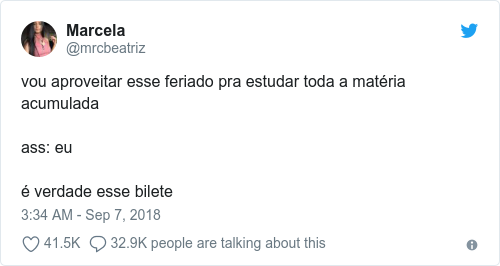 Marcela
@mrcbeatriz
vou aproveitar esse feriado pra estudar toda a matéria
acumulada
ass: eu
é verdade esse bilete
3:34 AM - Sep 7, 2018
41.5K 32.9K people are talking about this